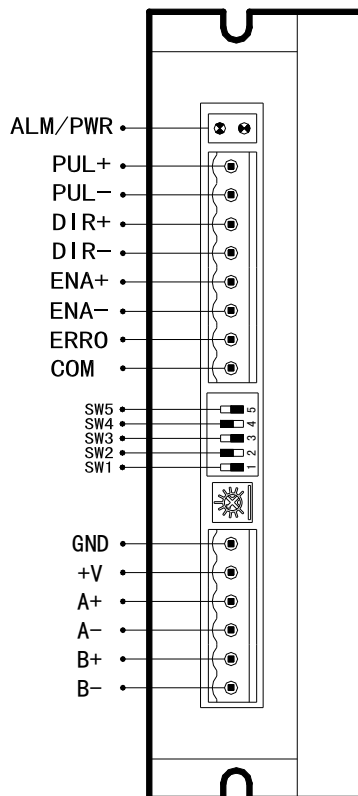 ALM/PWR
PUL+
PUL-
DIR+
DIR-
ENA+
ENA-
ERRO
COM
SW5 5
SW4 4
SW3 3
SW2 2
SW1 1
GND
+V
A+
A-
B+
B-